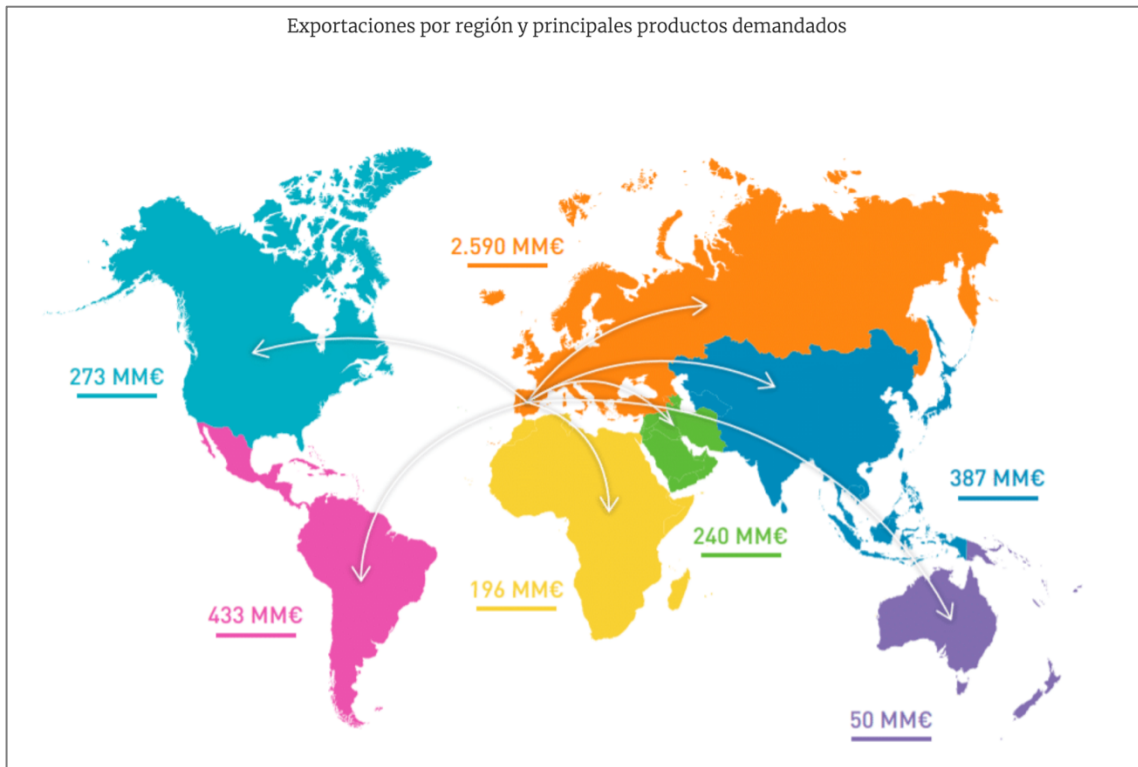 Exportaciones por región y principales productos demandados
2.590 MM€
273 MM€
387 MM€
240 MM€
196 MM€
433 MM€
50 MM€